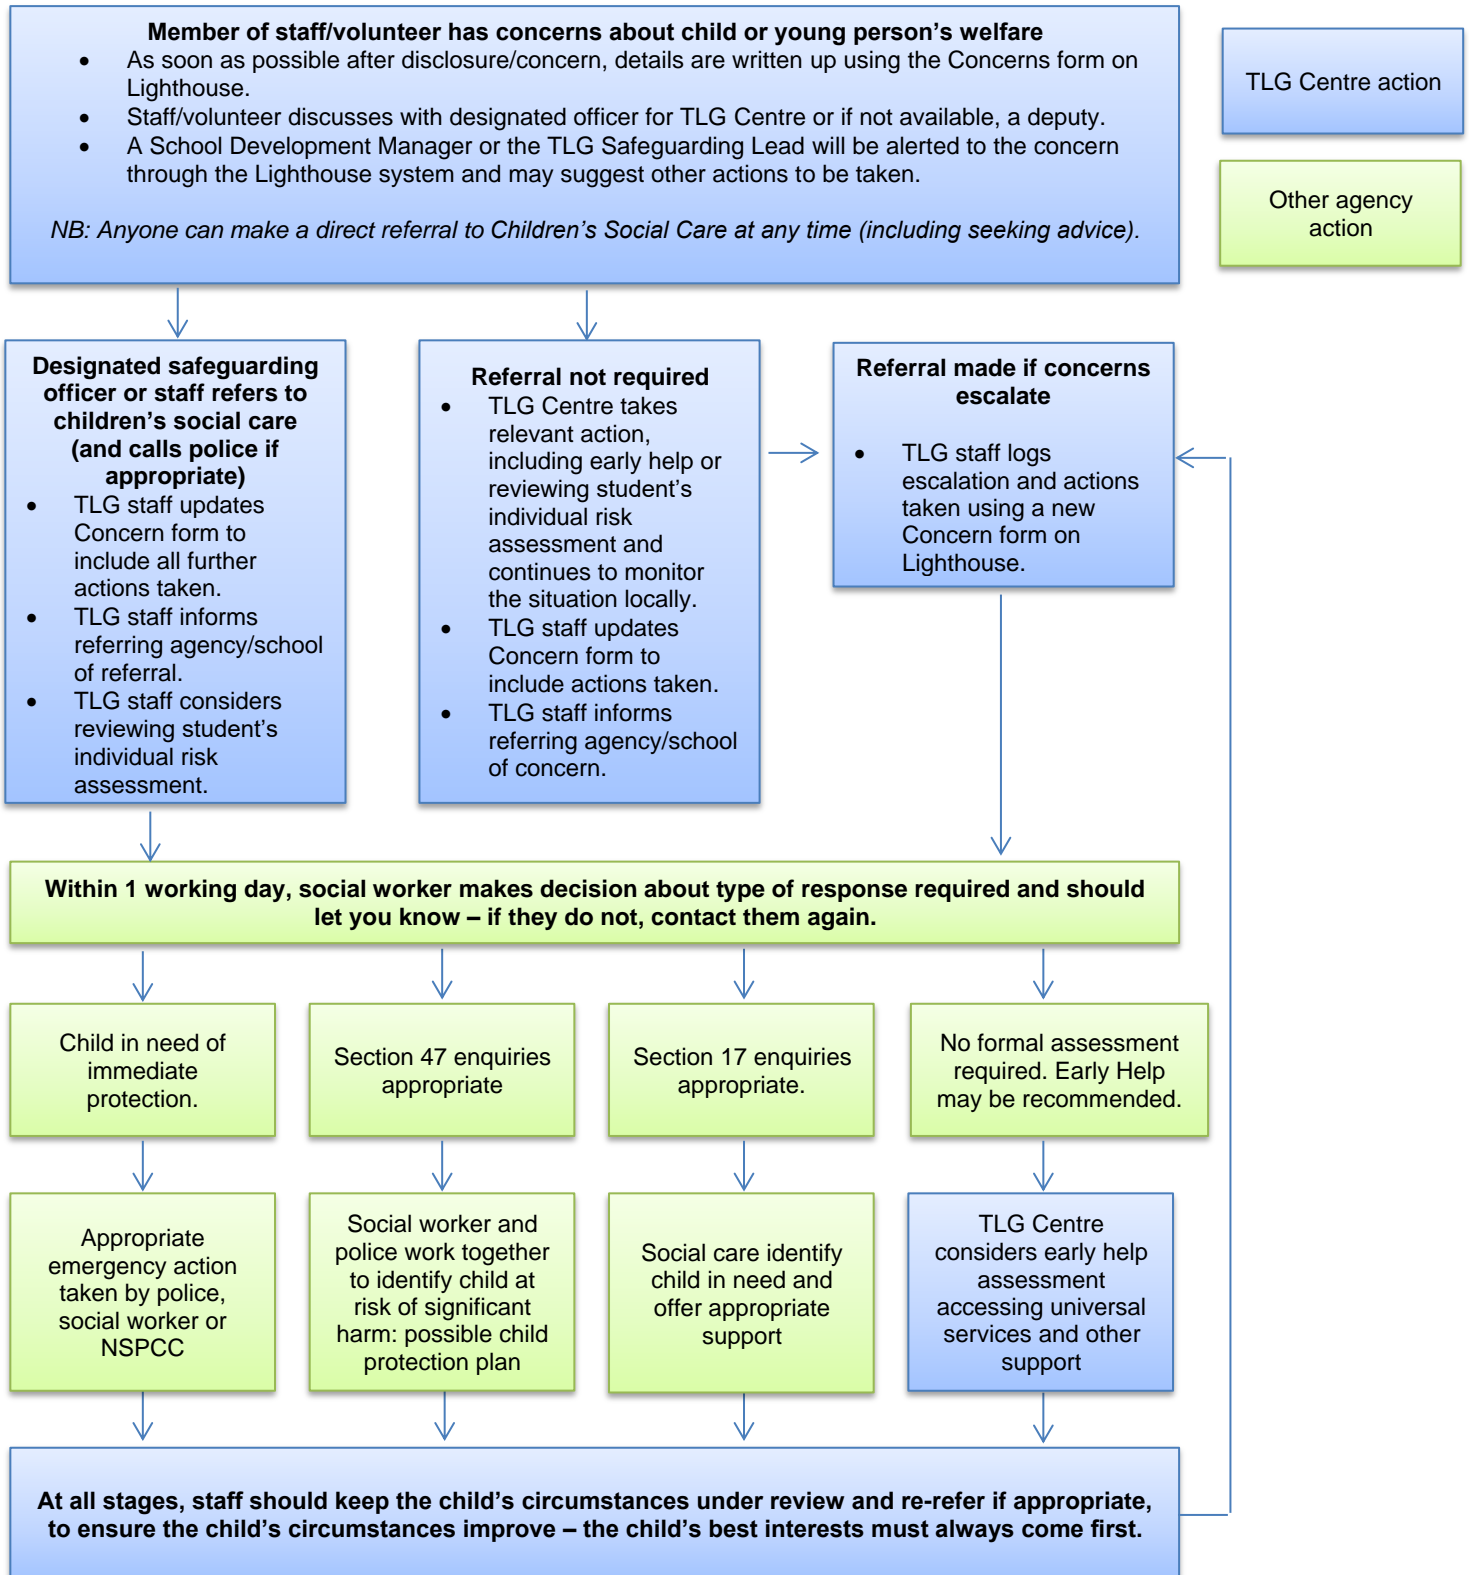 Member of staff/volunteer has concerns about child or young person’s welfare
• As soon as possible after disclosure/concern, details are written up using the Concerns form on
Lighthouse.
• Staff/volunteer discusses with designated officer for TLG Centre or if not available, a deputy.
• A School Development Manager or the TLG Safeguarding Lead will be alerted to the concern
through the Lighthouse system and may suggest other actions to be taken.
NB: Anyone can make a direct referral to Children’s Social Care at any time (including seeking advice).
TLG Centre action
Other agency
action
Designated safeguarding
officer or staff refers to
children’s social care
(and calls police if
appropriate)
• TLG staff updates
Concern form to
include all further
actions taken.
• TLG staff informs
referring agency/school
of referral.
• TLG staff considers
reviewing student’s
individual risk
assessment.
Referral not required
• TLG Centre takes
relevant action,
including early help or
reviewing student’s
individual risk
assessment and
continues to monitor
the situation locally.
• TLG staff updates
Concern form to
include actions taken.
• TLG staff informs
referring agency/school
of concern.
Referral made if concerns
escalate
• TLG staff logs
escalation and actions
taken using a new
Concern form on
Lighthouse.
Within 1 working day, social worker makes decision about type of response required and should
let you know – if they do not, contact them again.
Child in need of
immediate
protection.
Section 47 enquiries
appropriate
Section 17 enquiries
appropriate.
No formal assessment
required. Early Help
may be recommended.
Appropriate
emergency action
taken by police,
social worker or
NSPCC
Social worker and
police work together
to identify child at
risk of significant
harm: possible child
protection plan
Social care identify
child in need and
offer appropriate
support
TLG Centre
considers early help
assessment
accessing universal
services and other
support
At all stages, staff should keep the child’s circumstances under review and re-refer if appropriate,
to ensure the child’s circumstances improve – the child’s best interests must always come first.